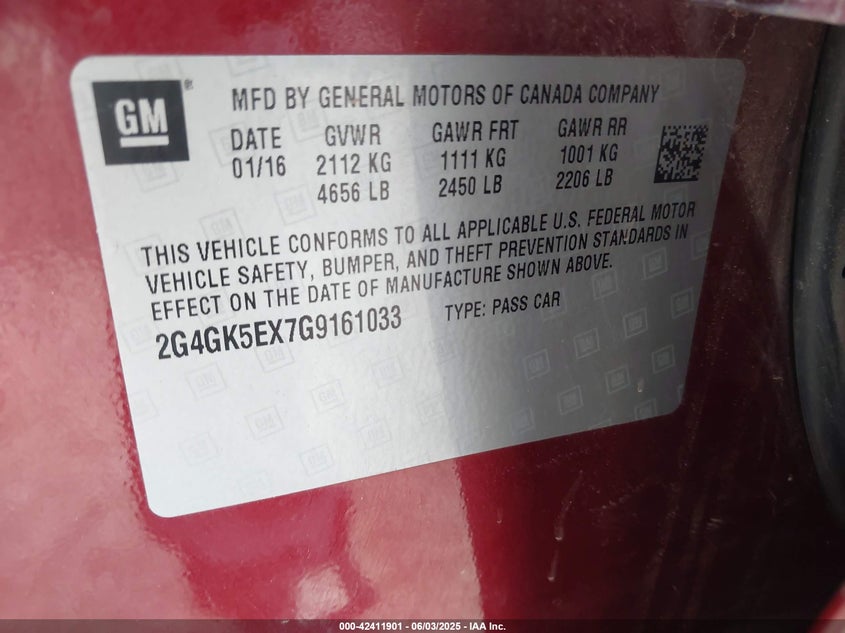 GM
MFD BY GENERAL MOTORS OF CANADA COMPANY
DATE GVWR GAWR FRT GAWR RR
01/16 2112 KG 1111 KG 1001 KG
4656 LB 2450 LB 2206 LB
THIS VEHICLE CONFORMS TO ALL APPLICABLE U.S. FEDERAL MOTOR
VEHICLE SAFETY, BUMPER, AND THEFT PREVENTION STANDARDS IN
EFFECT ON THE DATE OF MANUFACTURE SHOWN ABOVE.
2G4GK5EX7G9161033 TYPE: PASS CAR
000-42411901 - 06/03/2025 - IAA Inc.